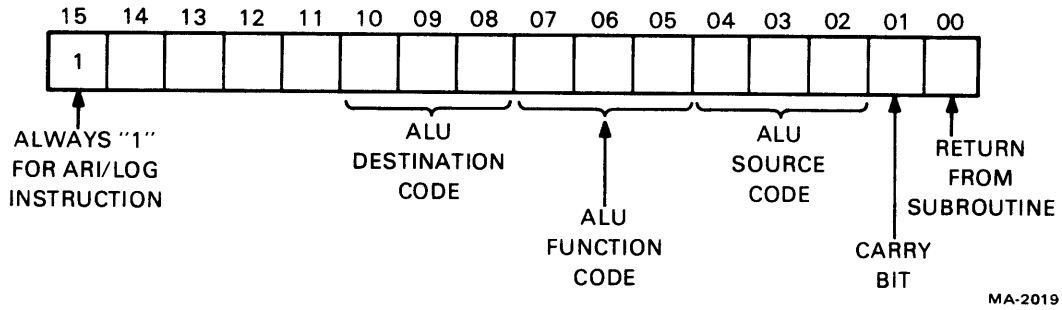 15 14 13 12 11 10 09 08 07 06 05 04 03 02 01 00
1
ALWAYS "1"
FOR ARI/LOG
INSTRUCTION
ALU
DESTINATION
CODE
ALU
FUNCTION
CODE
ALU
SOURCE
CODE
CARRY
BIT
RETURN
FROM
SUBROUTINE
MA-2019